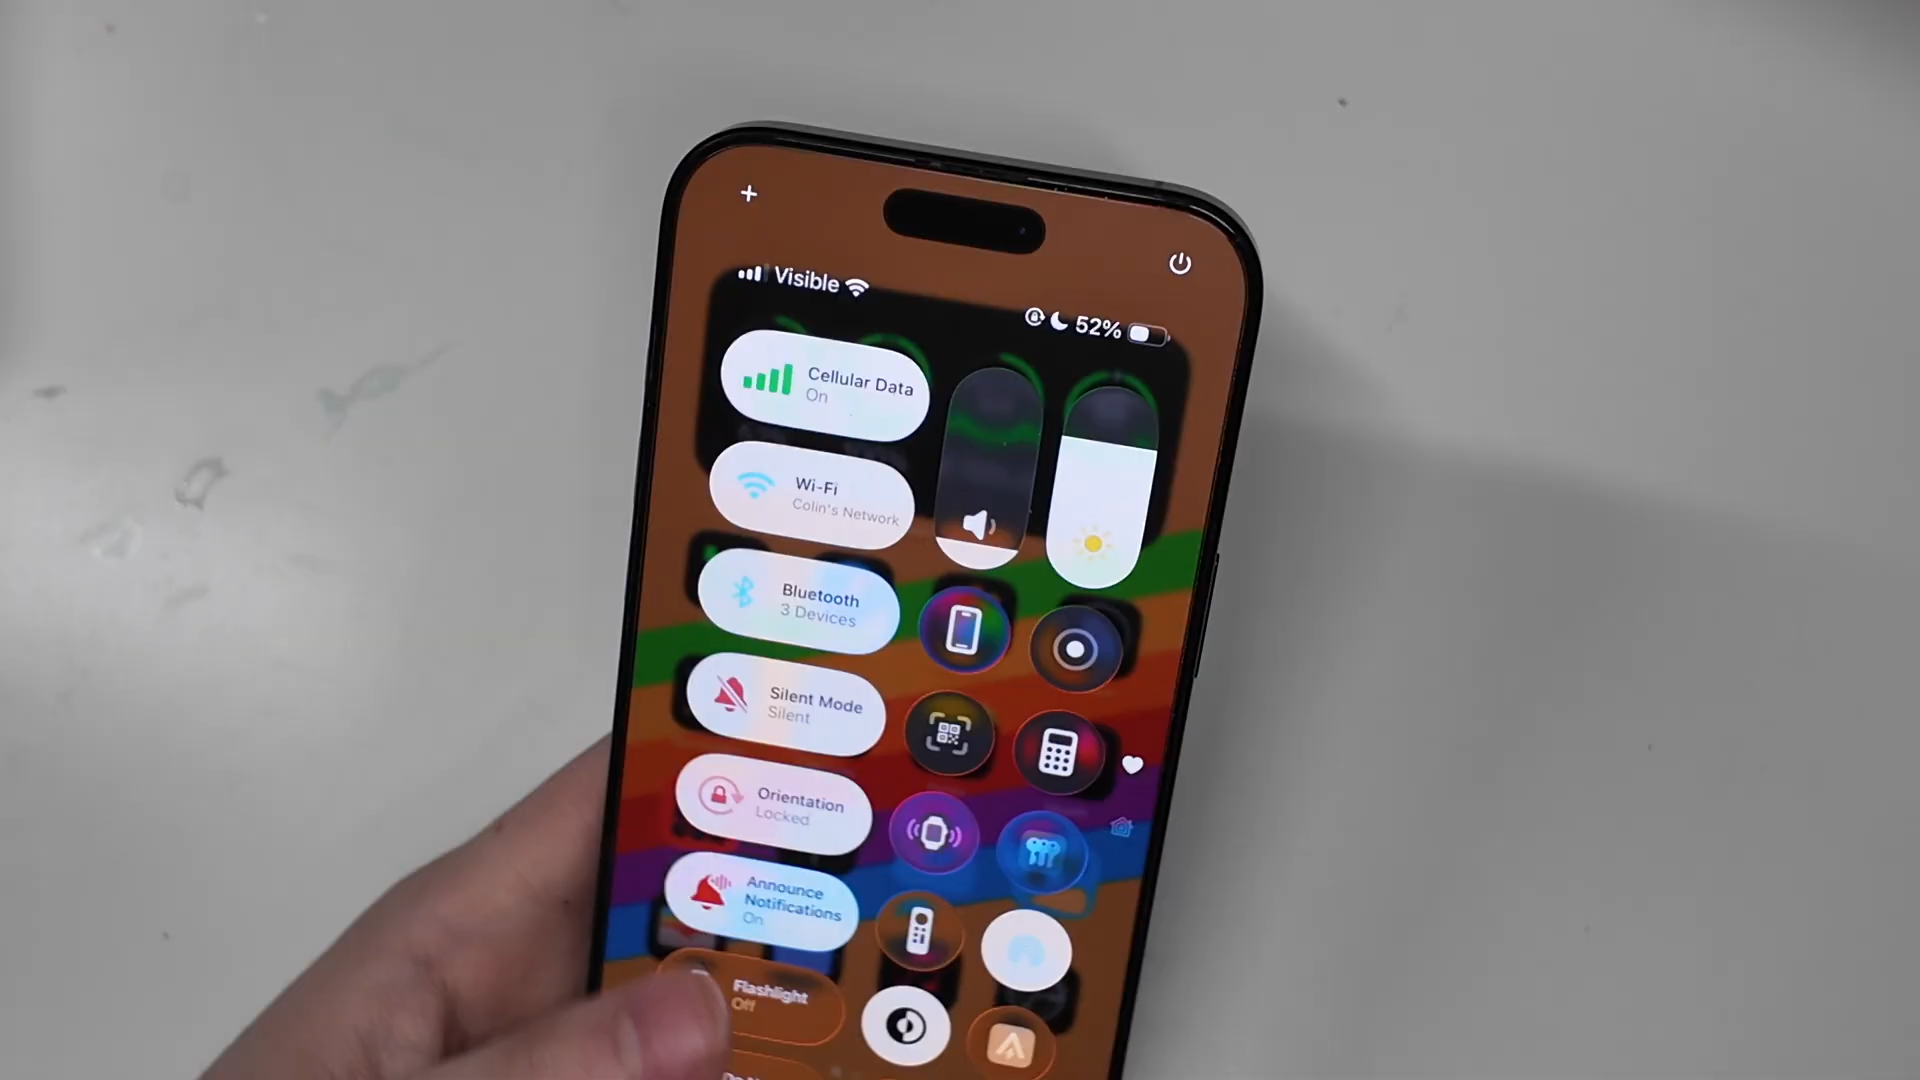 Visible
52%
Cellular Data
On
Wi-Fi
Colin's Network
Bluetooth
3 Devices
Silent Mode
Silent
Orientation
Locked
Announce
Notifications
On
Flashlight
Off